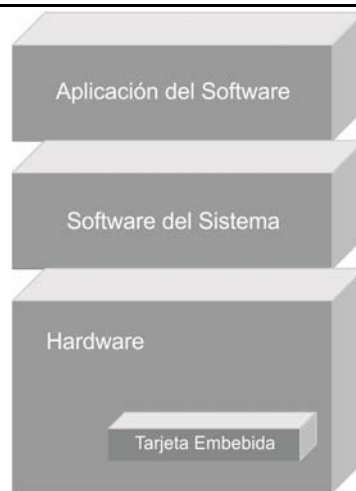 Aplicación del Software
Software del Sistema
Hardware
Tarjeta Embebida